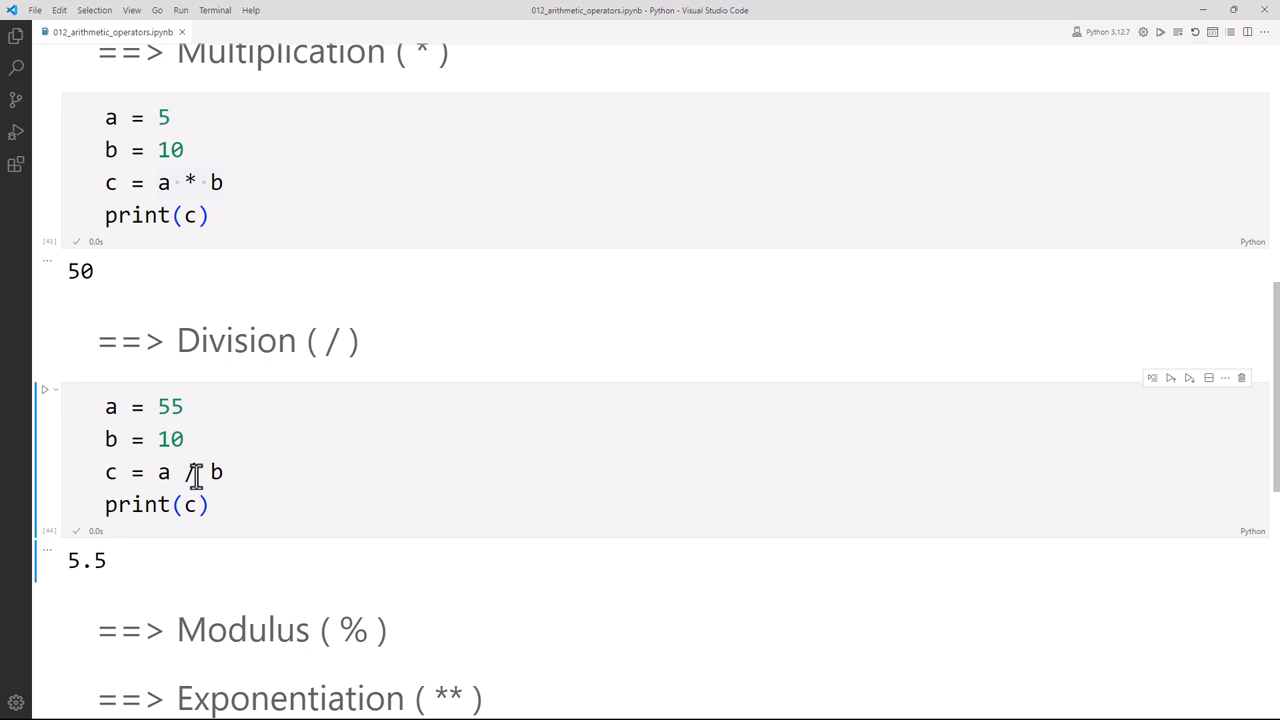 File Edit Selection View Go Run Terminal Help
012_arithmetic_operators.ipynb - Python - Visual Studio Code
012_arithmetic_operators.ipynb
Python 3.12.7
==> Multiplication ( * )
a = 5
b = 10
c = a * b
print(c)
[41] 0.0s Python
50
==> Division ( / )
a = 55
b = 10
c = a / b
print(c)
[44] 0.0s Python
5.5
==> Modulus ( % )
==> Exponentiation ( ** )